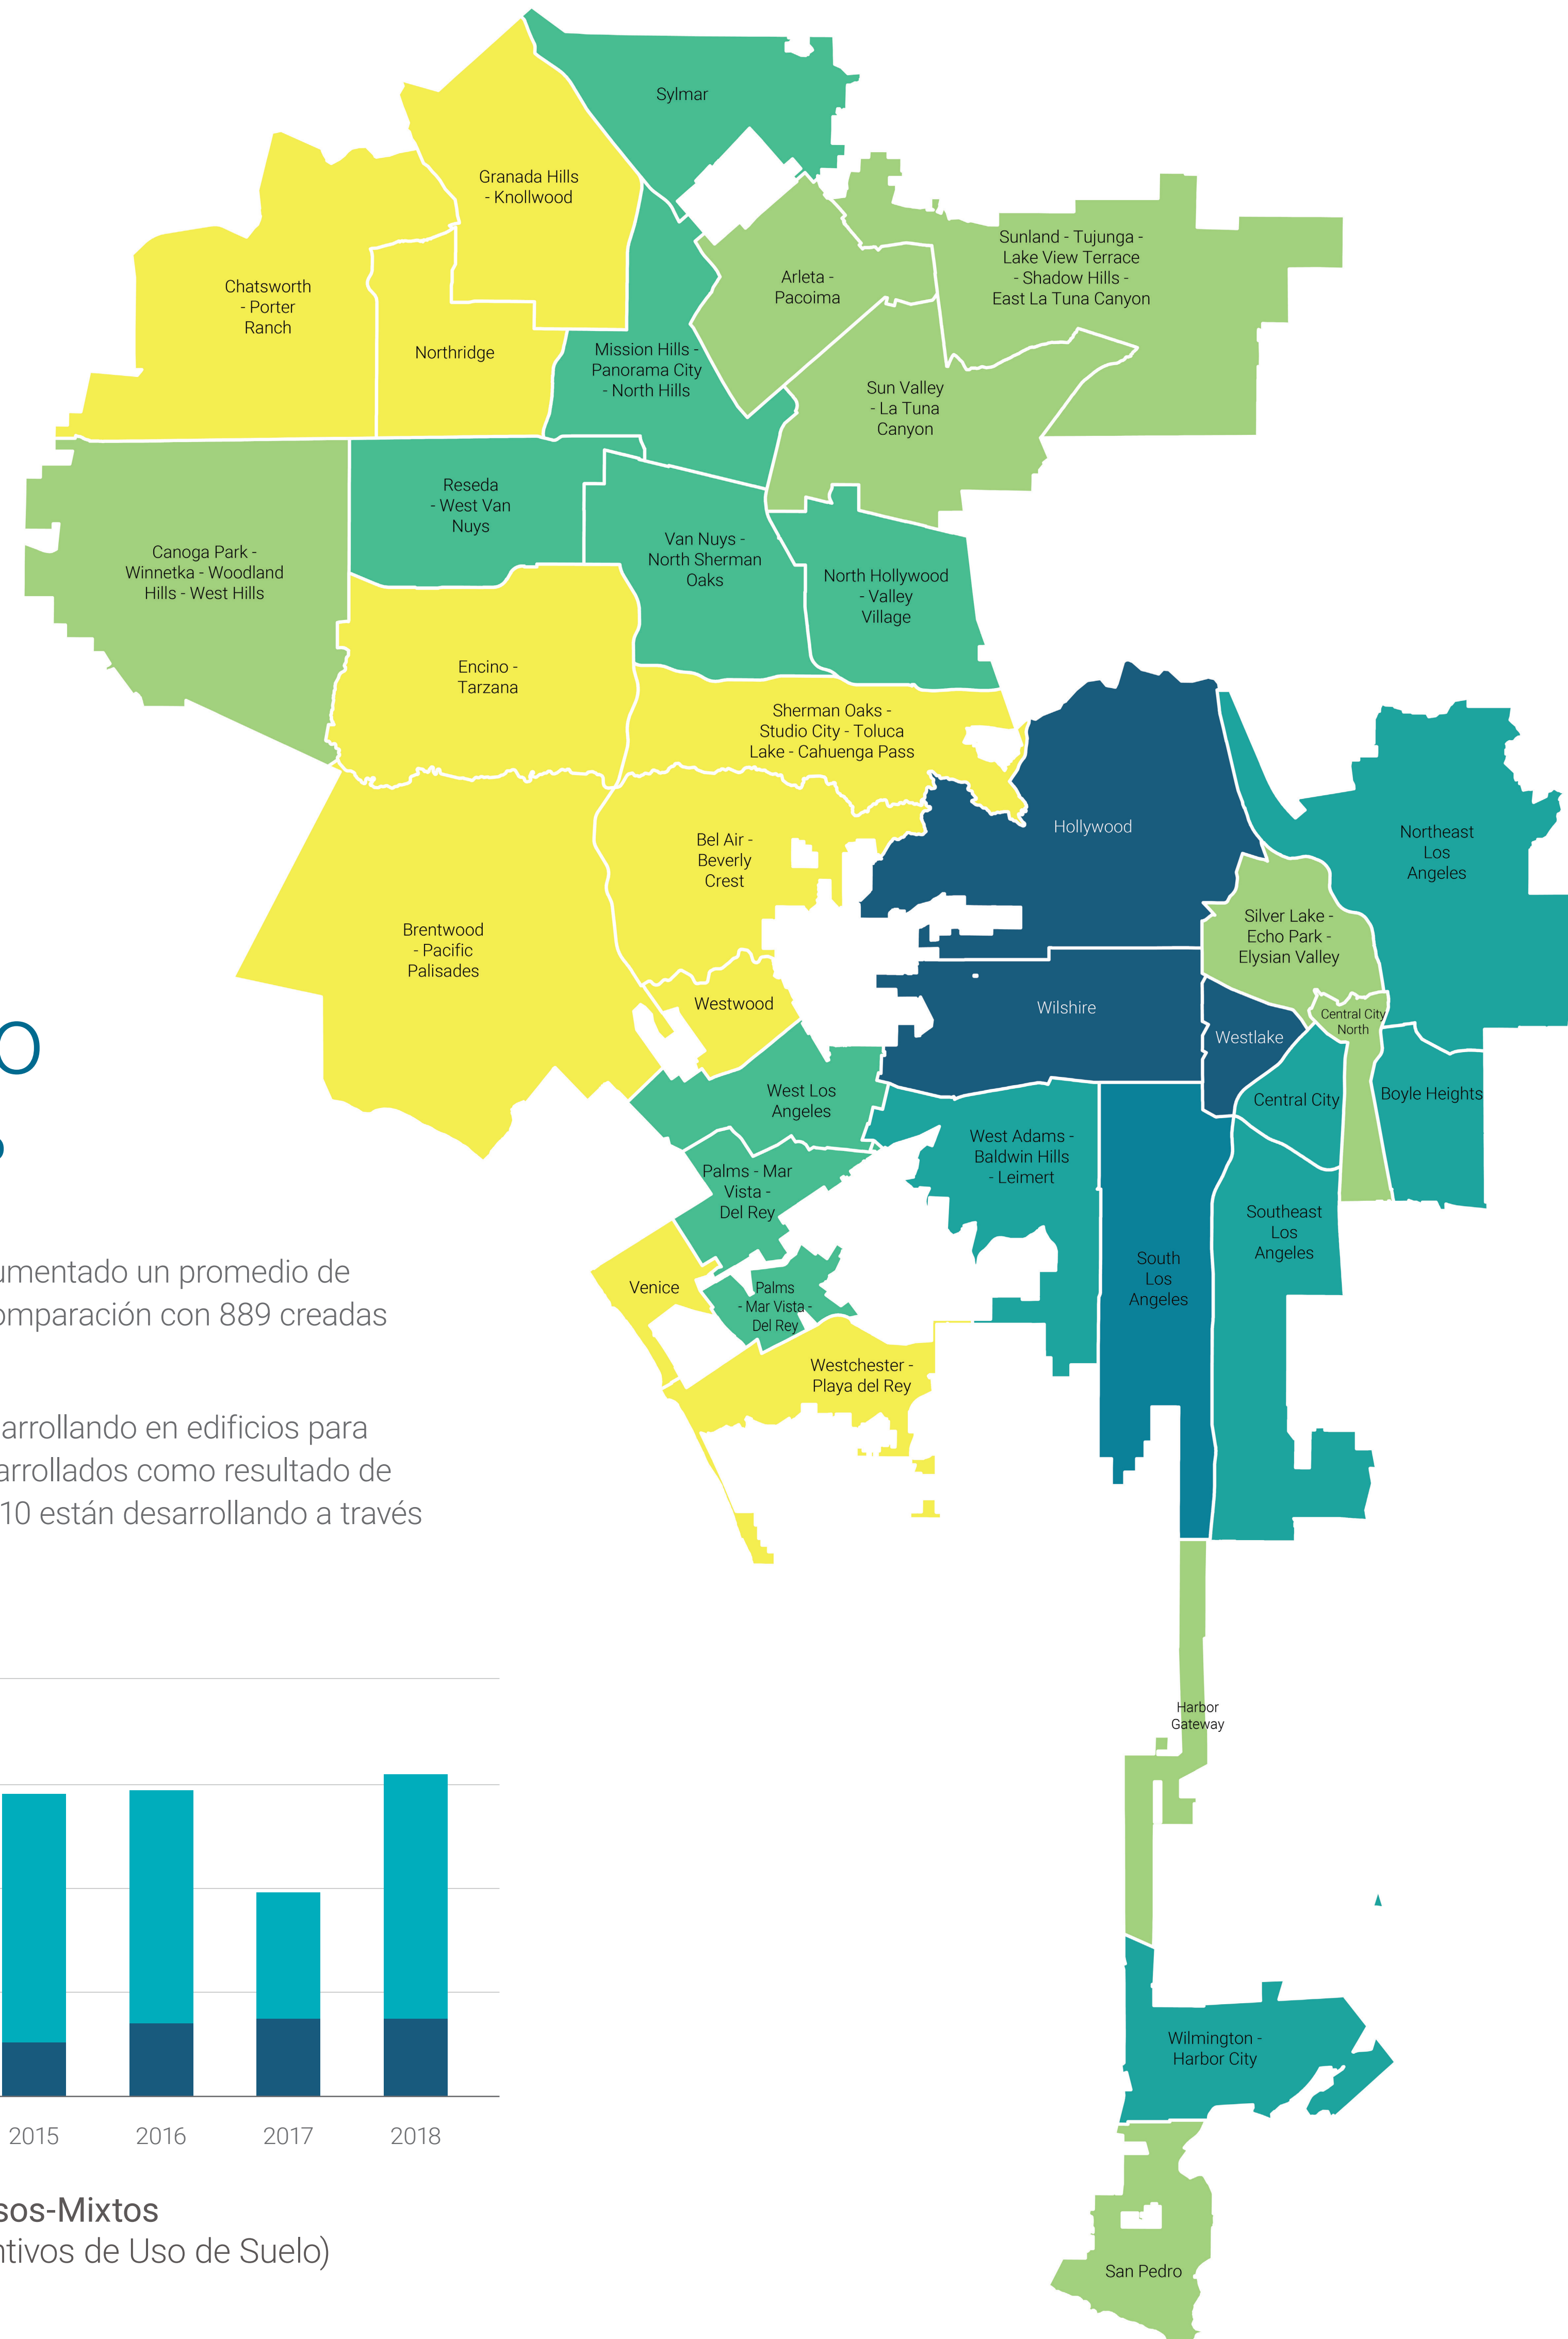 Sylmar
Granada Hills
- Knollwood
Sunland - Tujunga -
Lake View Terrace
- Shadow Hills -
East La Tuna Canyon
Arleta -
Pacoima
Chatsworth
- Porter
Ranch
Northridge
Mission Hills -
Panorama City
- North Hills
Sun Valley
- La Tuna
Canyon
Reseda
- West Van
Nuys
Canoga Park -
Winnetka - Woodland
Hills - West Hills
Van Nuys -
North Sherman
Oaks
North Hollywood
- Valley
Village
Encino -
Tarzana
Sherman Oaks -
Studio City - Toluca
Lake - Cahuenga Pass
Hollywood
Northeast
Los
Angeles
Bel Air -
Beverly
Crest
Brentwood
- Pacific
Palisades
Silver Lake -
Echo Park -
Elysian Valley
Westwood
Wilshire
Central City
North
Westlake
West Los
Angeles
Central City
Boyle Heights
West Adams -
Baldwin Hills
- Leimert
Palms - Mar
Vista -
Del Rey
Southeast
Los
Angeles
South
Los
Angeles
Venice
Palms
- Mar Vista -
Del Rey
Westchester -
Playa del Rey
Harbor
Gateway
Wilmington -
Harbor City
San Pedro
o
umentado un promedio de
omparación con 889 creadas
arrollando en edificios para
arrollados como resultado de
10 están desarrollando a través
2015
2016
2017
2018
sos-Mixtos
ntivos de Uso de Suelo)